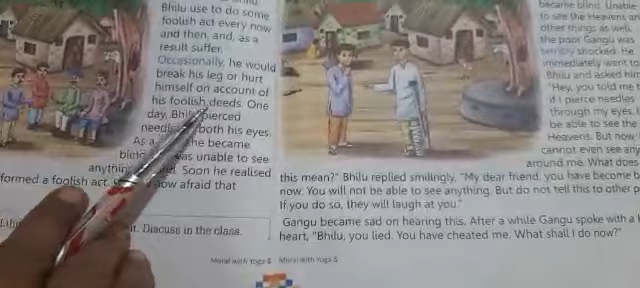 Bhilu use to do some
foolish act every now
and then, and, as a
result suffer.
Occasionally, he would
break his leg or hurt
himself on account of
his foolish deeds. One
day, pierced
both his eyes.
As a he became
was unable to see
Soon he realised
formed a foolish act. now afraid that
it. Discuss in the class.
Moral with Yoga-5
became blind. Unable
to see the Heavens or
other things as well,
the poor Gangu was
terribly shocked. He
immediately went to
Bhilu and asked him
"Hey, you told me
if I pierce needles
through my eyes, I
be able to see the
Heavens. But now I
cannot even see any
around me. What does
this mean?" Bhilu replied smilingly, "My dear friend, you have become b
now. You will not be able to see anything. But do not tell this to other p
If you do so, they will laugh at you."
Gangu became sad on hearing this. After a while Gangu spoke with a
heart, "Bhilu, you lied. You have cheated me. What shall I do now?"
Moral with Yoga-5